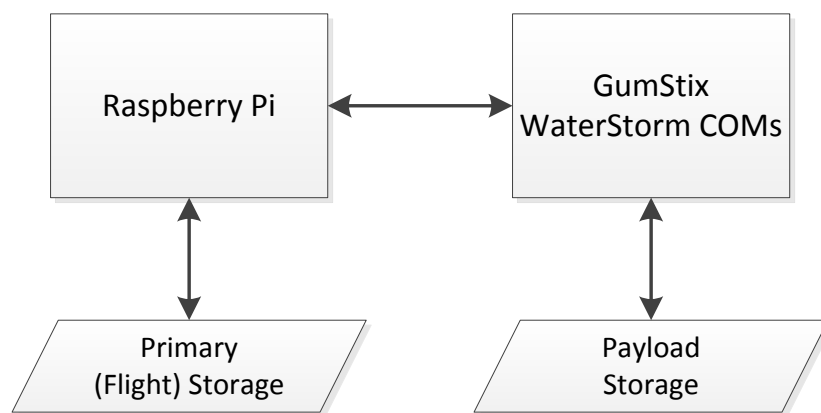 Raspberry Pi
GumStix
WaterStorm COMs
Primary
(Flight) Storage
Payload
Storage